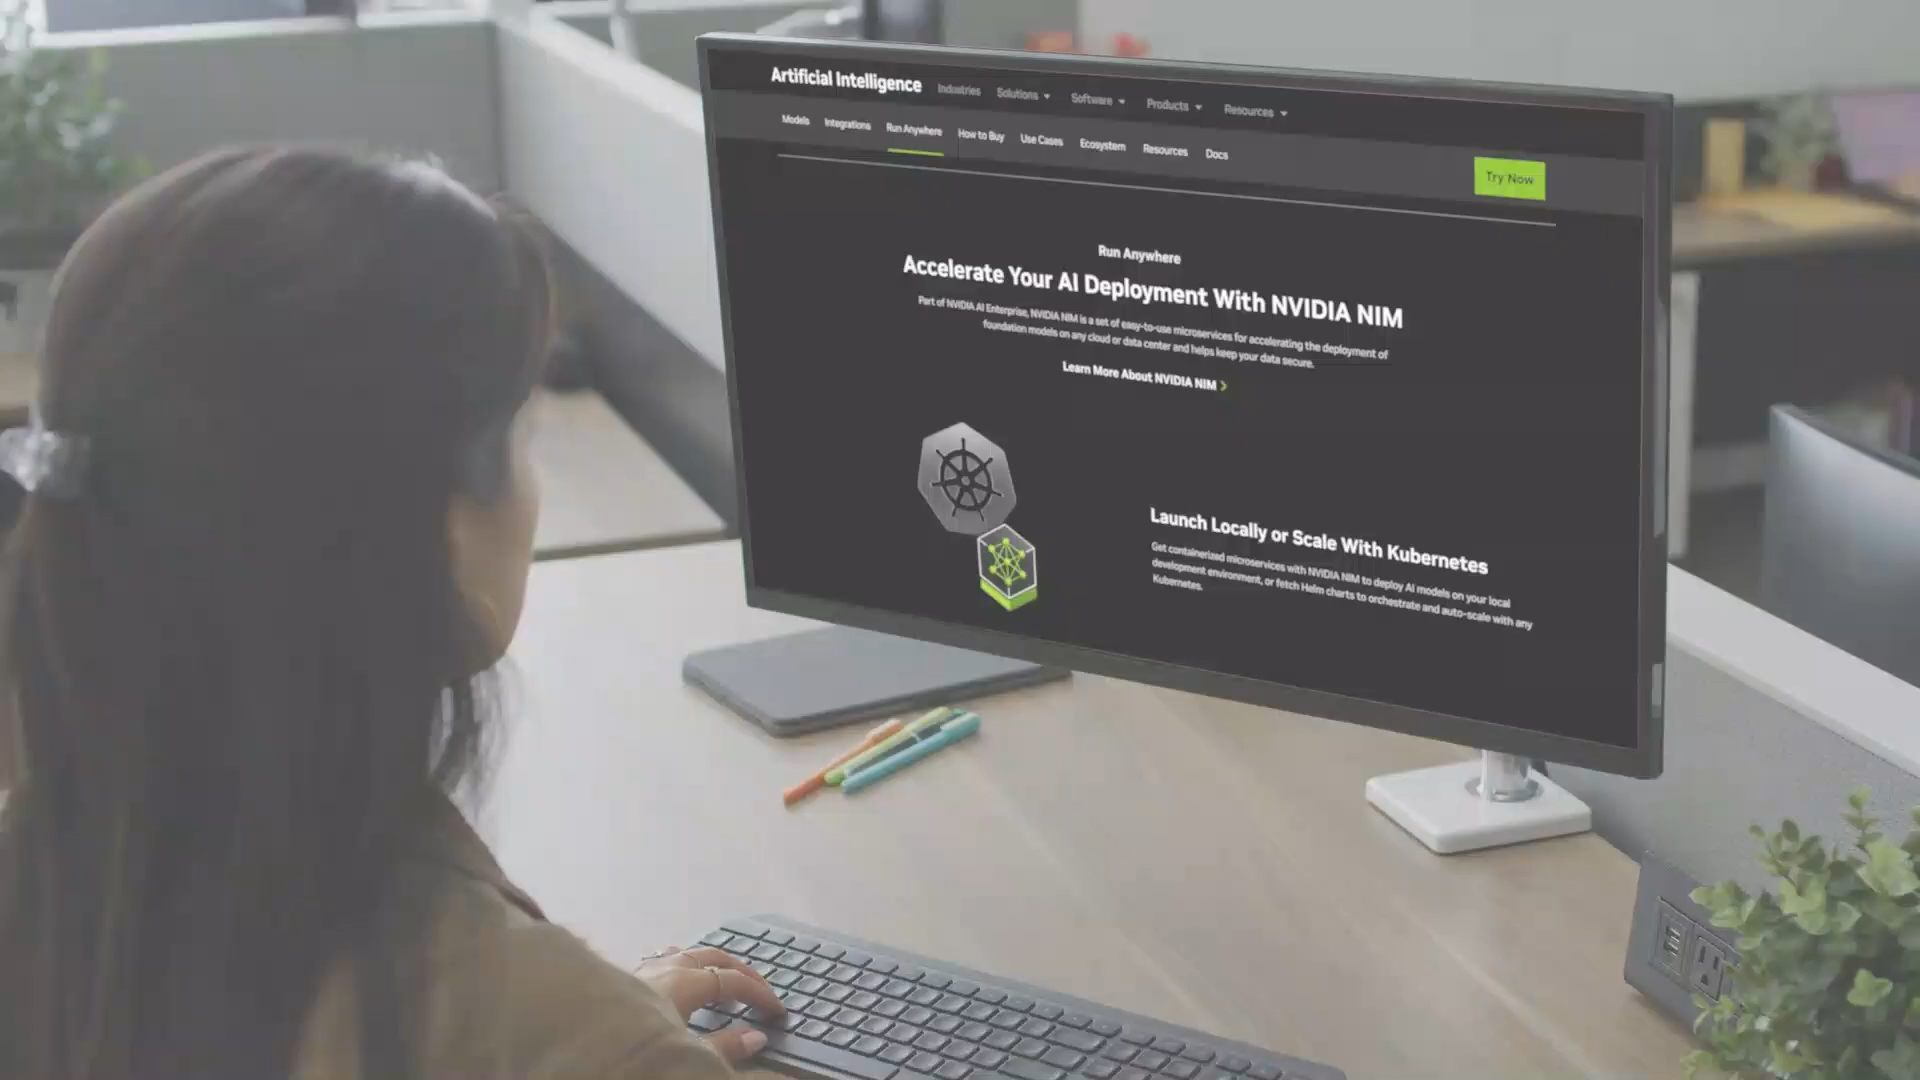 Artificial Intelligence Industries Solutions Software Products Resources
Models Integrations Run Anywhere How to Buy Use Cases Ecosystem Resources Docs
Try Now
Run Anywhere
Accelerate Your AI Deployment With NVIDIA NIM
Part of NVIDIA AI Enterprise, NVIDIA NIM is a set of easy-to-use microservices for accelerating the deployment of
foundation models on any cloud or data center and helps keep your data secure.
Learn More About NVIDIA NIM >
Launch Locally or Scale With Kubernetes
Get containerized microservices with NVIDIA NIM to deploy AI models on your local
development environment, or fetch Helm charts to orchestrate and auto-scale with any
Kubernetes.